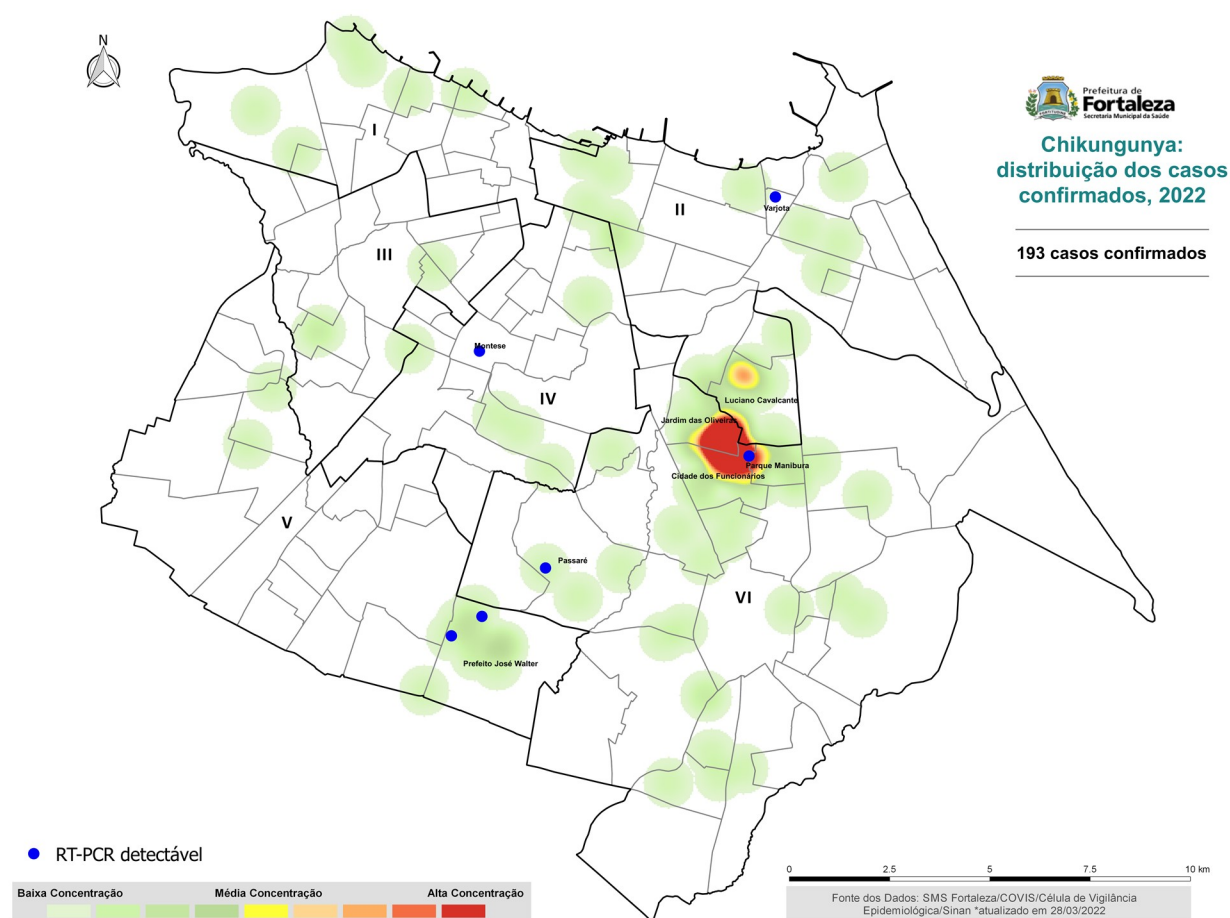 N
Prefeitura de
Fortaleza
Secretaria Municipal da Saúde
Chikungunya:
distribuição dos casos
confirmados, 2022
193 casos confirmados
I
II
Varjota
III
Montese
IV
Luciano Cavalcante
Jardim das Oliveiras
Parque Manibura
Cidade dos Funcionários
V
Passaré
VI
Prefeito José Walter
RT-PCR detectável
Baixa Concentração Média Concentração Alta Concentração
0 2.5 5 7.5 10 km
Fonte dos Dados: SMS Fortaleza/COVIS/Célula de Vigilância
Epidemiológica/Sinan *atualizado em 28/03/2022